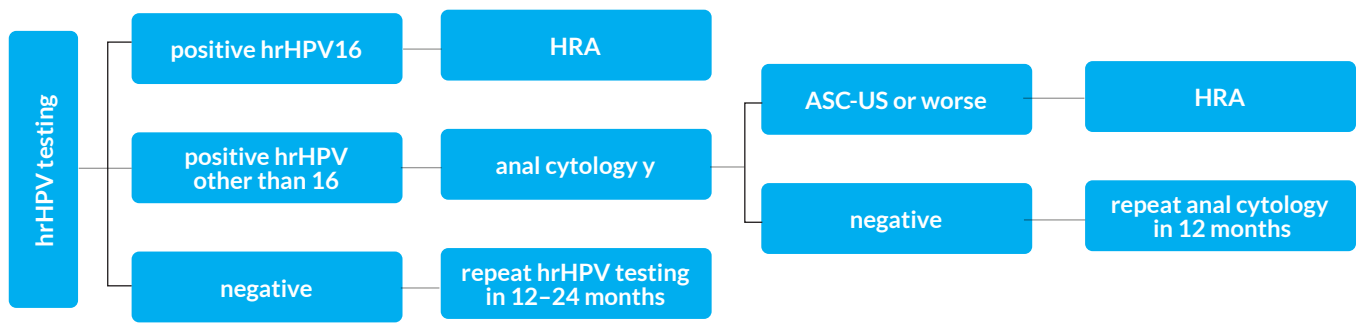 hrHPV testing
positive hrHPV16
HRA
positive hrHPV
other than 16
anal cytology y
ASC-US or worse
HRA
negative
repeat anal cytology
in 12 months
negative
repeat hrHPV testing
in 12–24 months